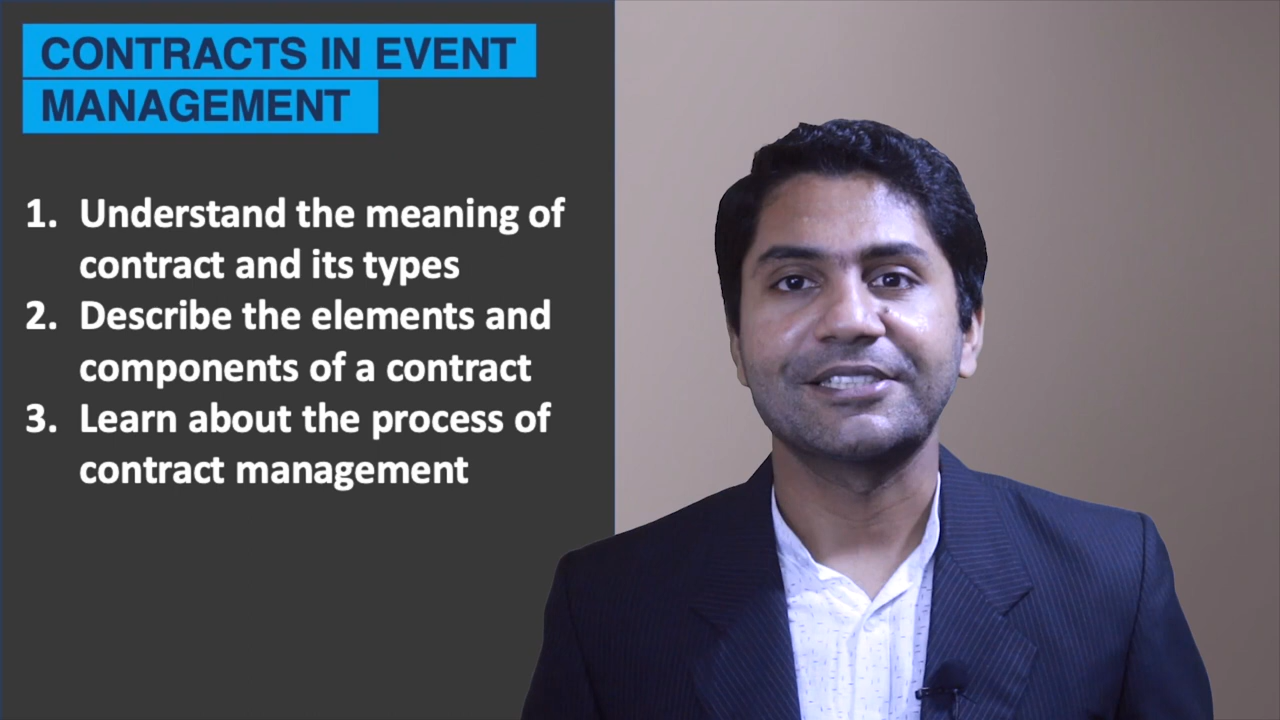 CONTRACTS IN EVENT
MANAGEMENT
1. Understand the meaning of
contract and its types
2. Describe the elements and
components of a contract
3. Learn about the process of
contract management